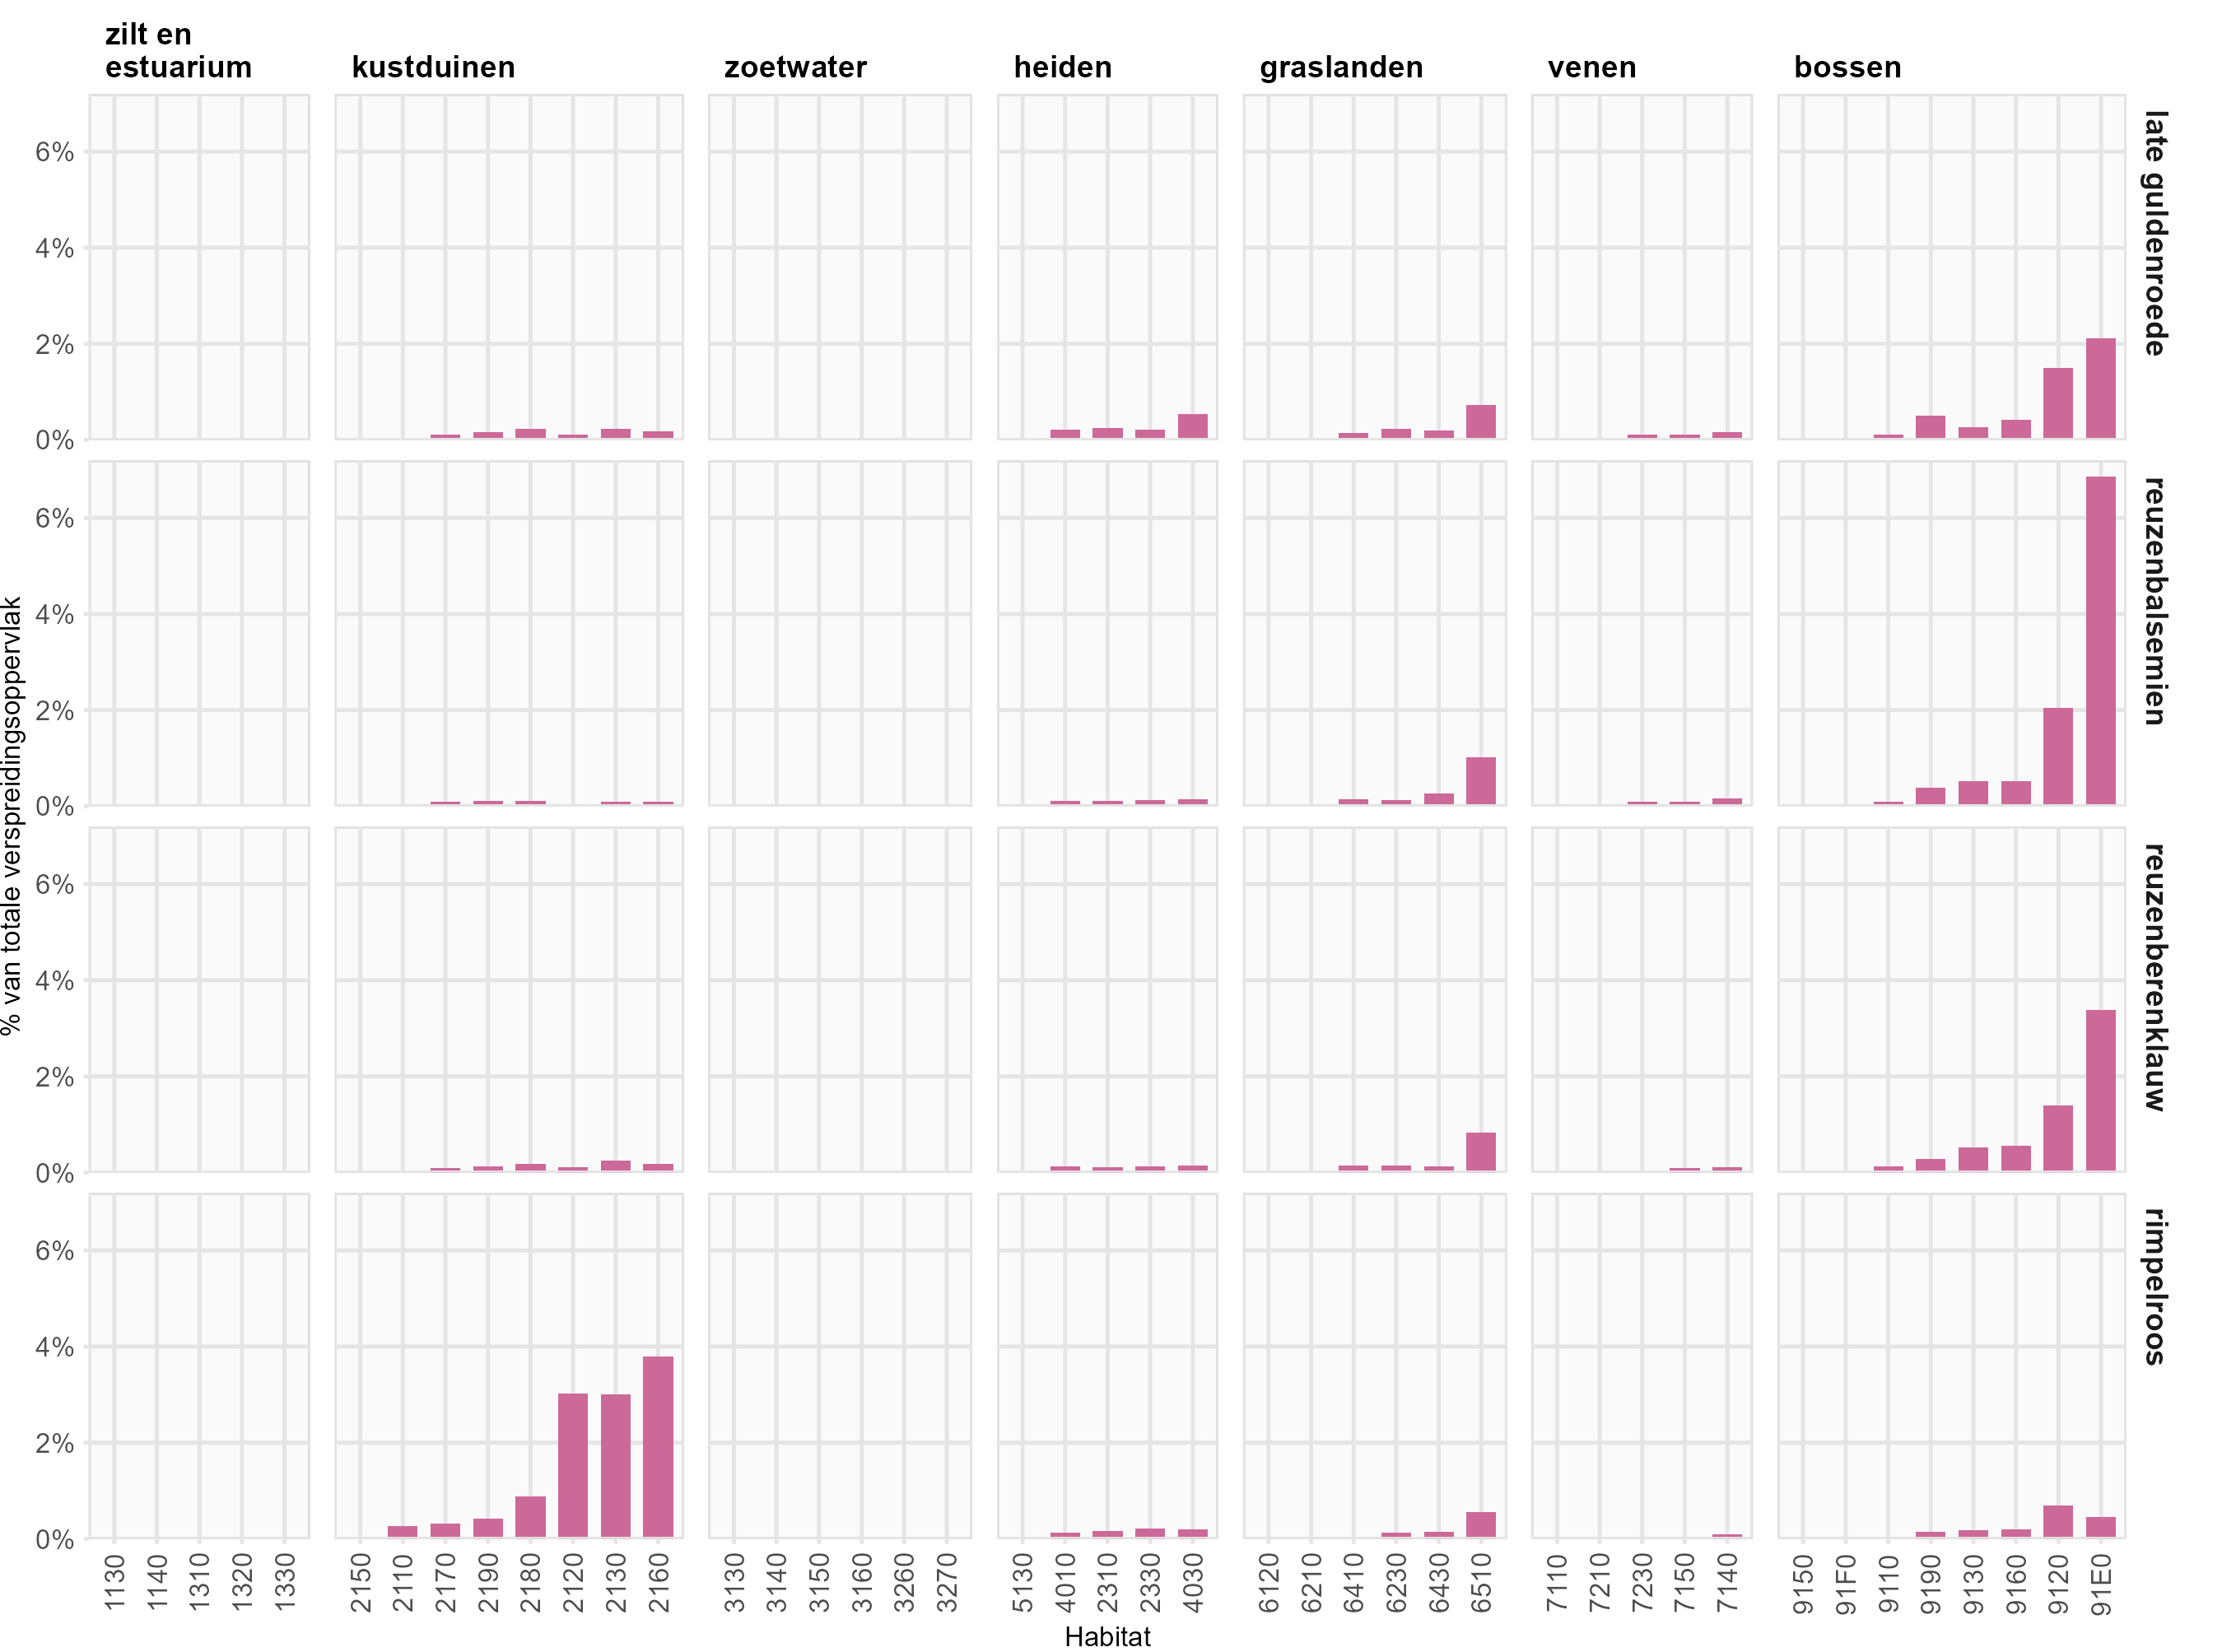 zilt en
estuarium
kustduinen
zoetwater
heiden
graslanden
venen
bossen
6%
4%
2%
0%
late guldenroede
6%
4%
2%
0%
reuzenbalsemien
6%
4%
2%
0%
reuzenberenklauw
6%
4%
2%
0%
rimpelroos
% van totale verspreidingsoppervlak
1130 1140 1310 1320 1330
2150 2110 2170 2190 2180 2120 2130 2160
3130 3140 3150 3160 3260 3270
5130 4010 2310 2330 4030
6120 6210 6410 6230 6430 6510
7110 7210 7230 7150 7140
9150 91F0 9110 9190 9130 9160 9120 91E0
Habitat